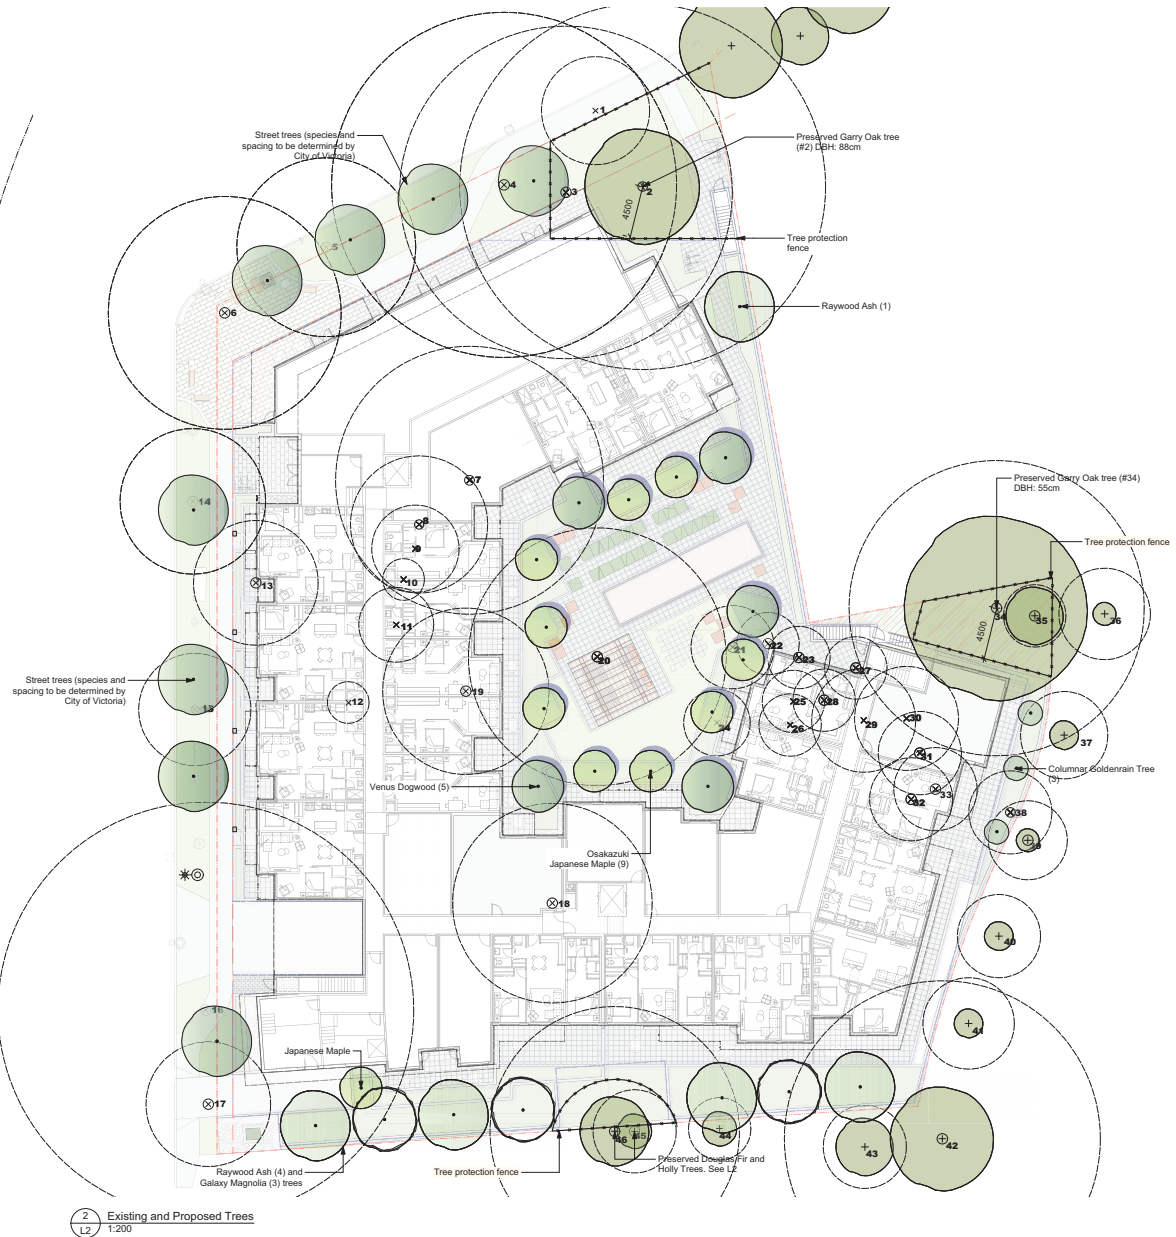 1
Street trees (species and
spacing to be determined by
City of Victoria)
Preserved Garry Oak tree
(#2) DBH: 88cm
4
3
2
4500
5
Tree protection
fence
6
Raywood Ash (1)
7
8
9
10
11
12
13
14
Preserved Garry Oak tree (#34)
DBH: 55cm
Tree protection fence
34
35
36
4500
20
21
22
23
27
19
25
28
26
24
29
30
31
32
33
37
Columnar Goldenrain Tree
(3)
38
39
Street trees (species and
spacing to be determined by
City of Victoria)
15
Venus Dogwood (5)
Osakazuki
Japanese Maple (9)
18
40
41
16
Japanese Maple
17
46
45
44
43
42
Raywood Ash (4) and
Galaxy Magnolia (3) trees
Tree protection fence
Preserved Douglas Fir and
Holly Trees. See L2
2
L2
Existing and Proposed Trees
1:200